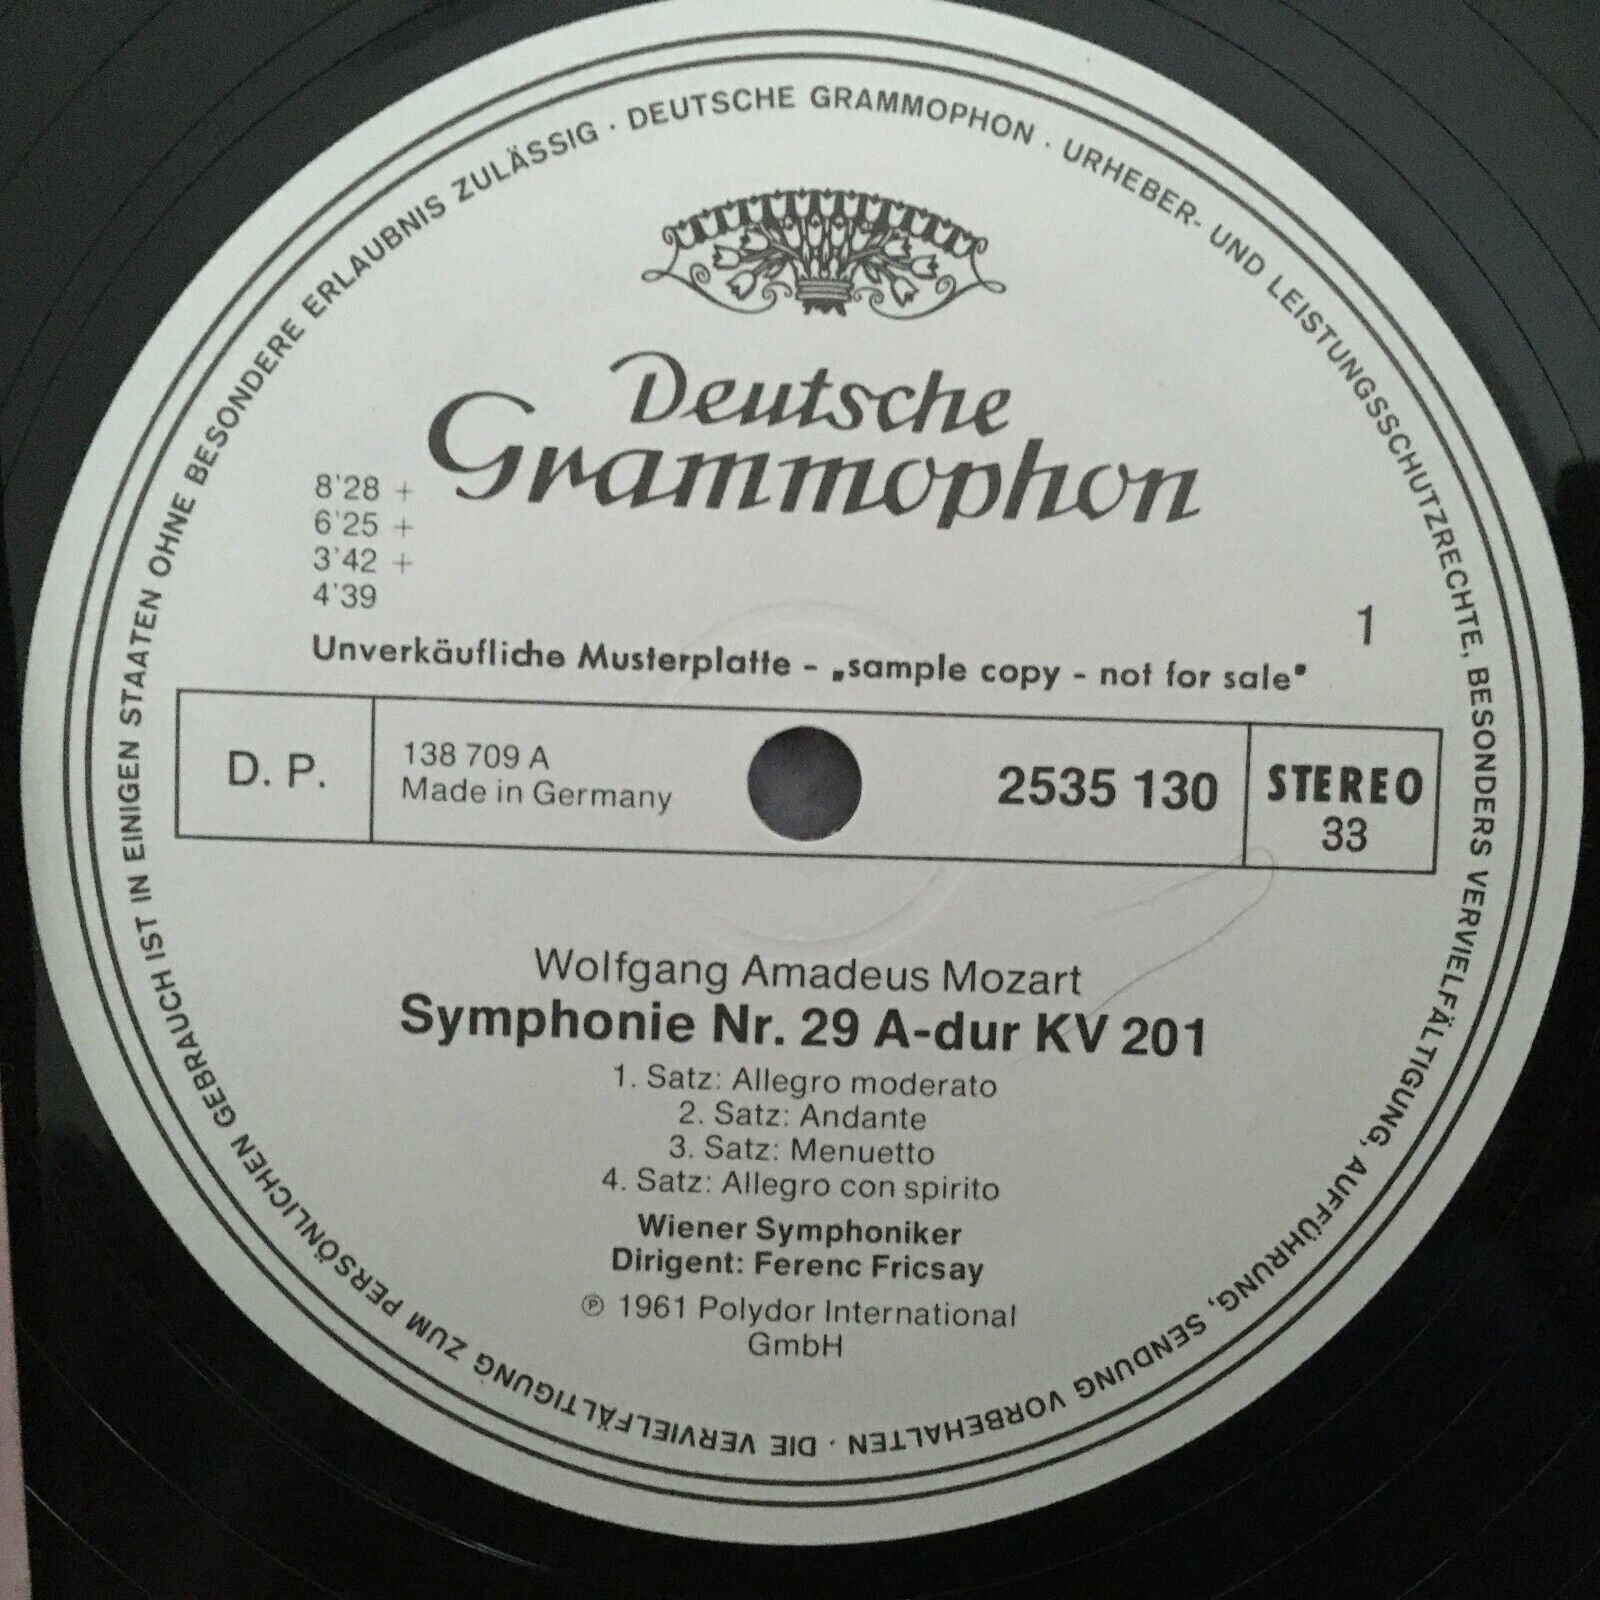 DEUTSCHE GRAMMOPHON · URHEBER- UND LEISTUNGSSCHUTZRECHTE, BESONDERS VERVIELFÄLTIGUNG, AUFFÜHRUNG, SENDUNG VORBEHALTEN · DIE VERVIELFÄLTIGUNG ZUM PERSÖNLICHEN GEBRAUCH IST IN EINIGEN STAATEN OHNE BESONDERE ERLAUBNIS ZULÄSSIG ·
Deutsche
Grammophon
8'28 +
6'25 +
3'42 +
4'39
1
Unverkäufliche Musterplatte - „sample copy - not for sale"
D. P.
138 709 A
Made in Germany
2535 130
STEREO
33
Wolfgang Amadeus Mozart
Symphonie Nr. 29 A-dur KV 201
1. Satz: Allegro moderato
2. Satz: Andante
3. Satz: Menuetto
4. Satz: Allegro con spirito
Wiener Symphoniker
Dirigent: Ferenc Fricsay
℗ 1961 Polydor International
GmbH